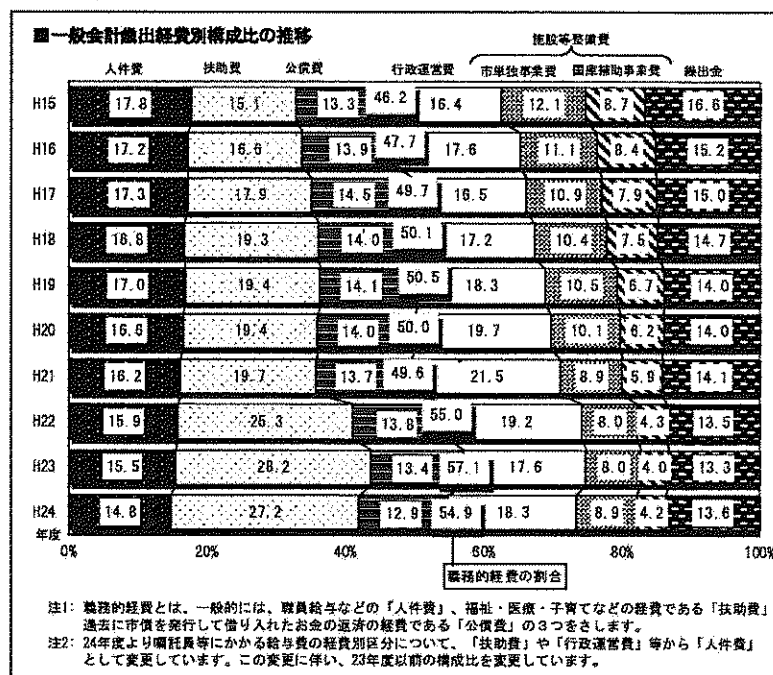 ■一般会計歳出経費別構成比の推移
施設等整備費
人件費 扶助費 公債費 行政運営費 市単独事業費 国庫補助事業費 繰出金
H15 17.8 15.1 13.3 46.2 16.4 12.1 8.7 16.6
H16 17.2 16.6 13.9 47.7 17.6 11.1 8.4 15.2
H17 17.3 17.9 14.5 49.7 16.5 10.9 7.9 15.0
H18 16.8 19.3 14.0 50.1 17.2 10.4 7.5 14.7
H19 17.0 19.4 14.1 50.5 18.3 10.5 6.7 14.0
H20 16.6 19.4 14.0 50.0 19.7 10.1 6.2 14.0
H21 16.2 19.7 13.7 49.6 21.5 8.9 5.9 14.1
H22 15.9 25.3 13.8 55.0 19.2 8.0 4.3 13.5
H23 15.5 28.2 13.4 57.1 17.6 8.0 4.0 13.3
H24 14.8 27.2 12.9 54.9 18.3 8.9 4.2 13.6
年度
0% 20% 40% 60% 80% 100%
義務的経費の割合
注1: 義務的経費とは、一般的には、職員給与などの「人件費」、福祉・医療・子育てなどの経費である「扶助費」
過去に市債を発行して借り入れたお金の返済の経費である「公債費」の3つをさします。
注2: 24年度より嘱託員等にかかる給与費の経費別区分について、「扶助費」や「行政運営費」等から「人件費」
として変更しています。この変更に伴い、23年度以前の構成比を変更しています。